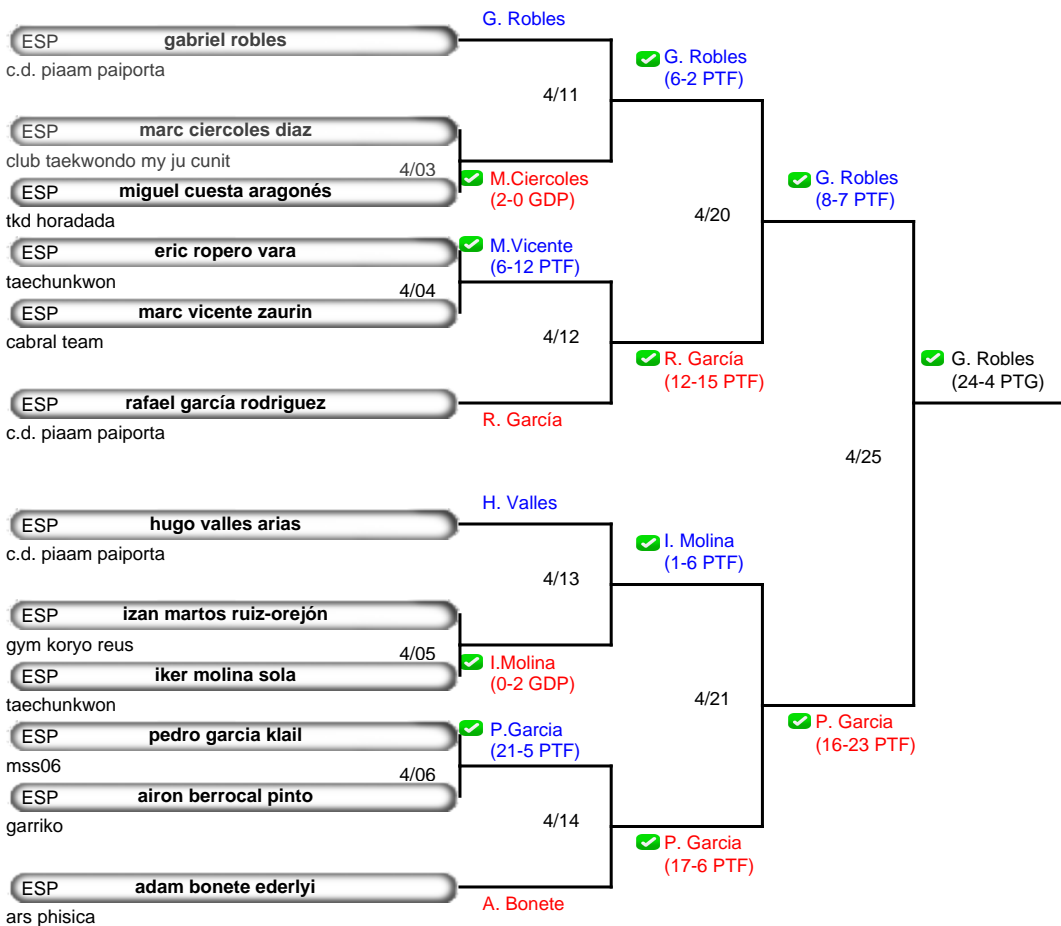 G. Robles
ESP gabriel robles
c.d. piaam paiporta
G. Robles
(6-2 PTF)
4/11
ESP marc ciercoles diaz
club taekwondo my ju cunit
4/03
M.Ciercoles
(2-0 GDP)
ESP miguel cuesta aragonés
tkd horadada
G. Robles
(8-7 PTF)
4/20
ESP eric ropero vara
taechunkwon
M.Vicente
(6-12 PTF)
4/04
ESP marc vicente zaurin
cabral team
4/12
R. García
(12-15 PTF)
ESP rafael garcía rodriguez
c.d. piaam paiporta
R. García
G. Robles
(24-4 PTG)
4/25
H. Valles
ESP hugo valles arias
c.d. piaam paiporta
I. Molina
(1-6 PTF)
4/13
ESP izan martos ruiz-orejón
gym koryo reus
4/05
I.Molina
(0-2 GDP)
ESP iker molina sola
taechunkwon
4/21
P. Garcia
(16-23 PTF)
ESP pedro garcia klail
mss06
P.Garcia
(21-5 PTF)
4/06
ESP airon berrocal pinto
garriko
4/14
P. Garcia
(17-6 PTF)
ESP adam bonete ederlyi
ars phisica
A. Bonete